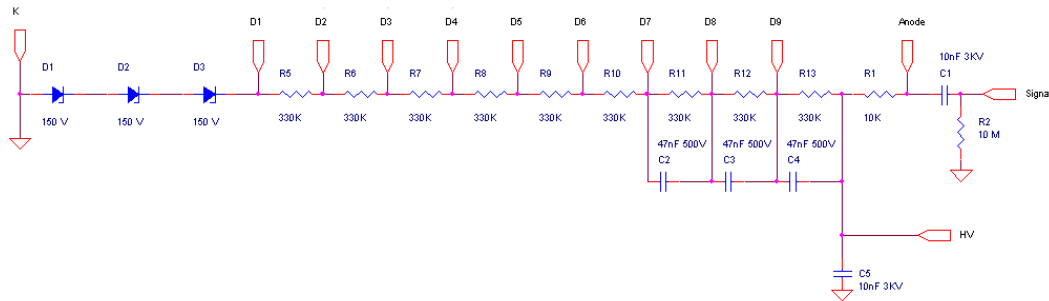 K
D1 D2 D3 D4 D5 D6 D7 D8 D9 Anode
10nF 3KV
D1 D2 D3 R5 R6 R7 R8 R9 R10 R11 R12 R13 R1 C1
Signa
150 V 150 V 150 V 330K 330K 330K 330K 330K 330K 330K 330K 330K 10K
R2
10 M
47nF 500V 47nF 500V 47nF 500V
C2 C3 C4
HV
C5
10nF 3KV